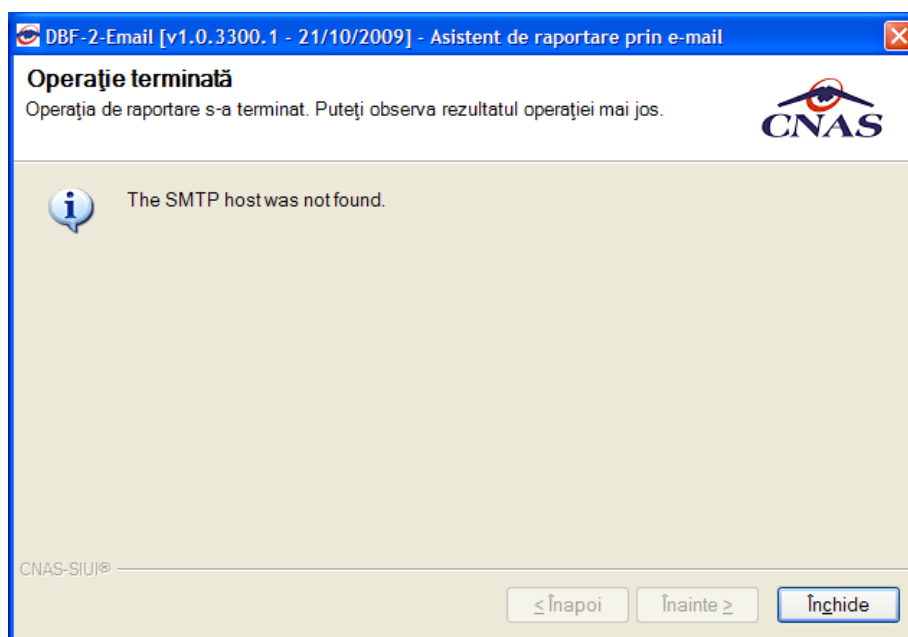 DBF-2-Email [v1.0.3300.1 - 21/10/2009] - Asistent de raportare prin e-mail
Operaţie terminată
Operaţia de raportare s-a terminat. Puteţi observa rezultatul operaţiei mai jos.
CNAS
The SMTP host was not found.
CNAS-SIUI®
< Înapoi
Înainte >
Închide